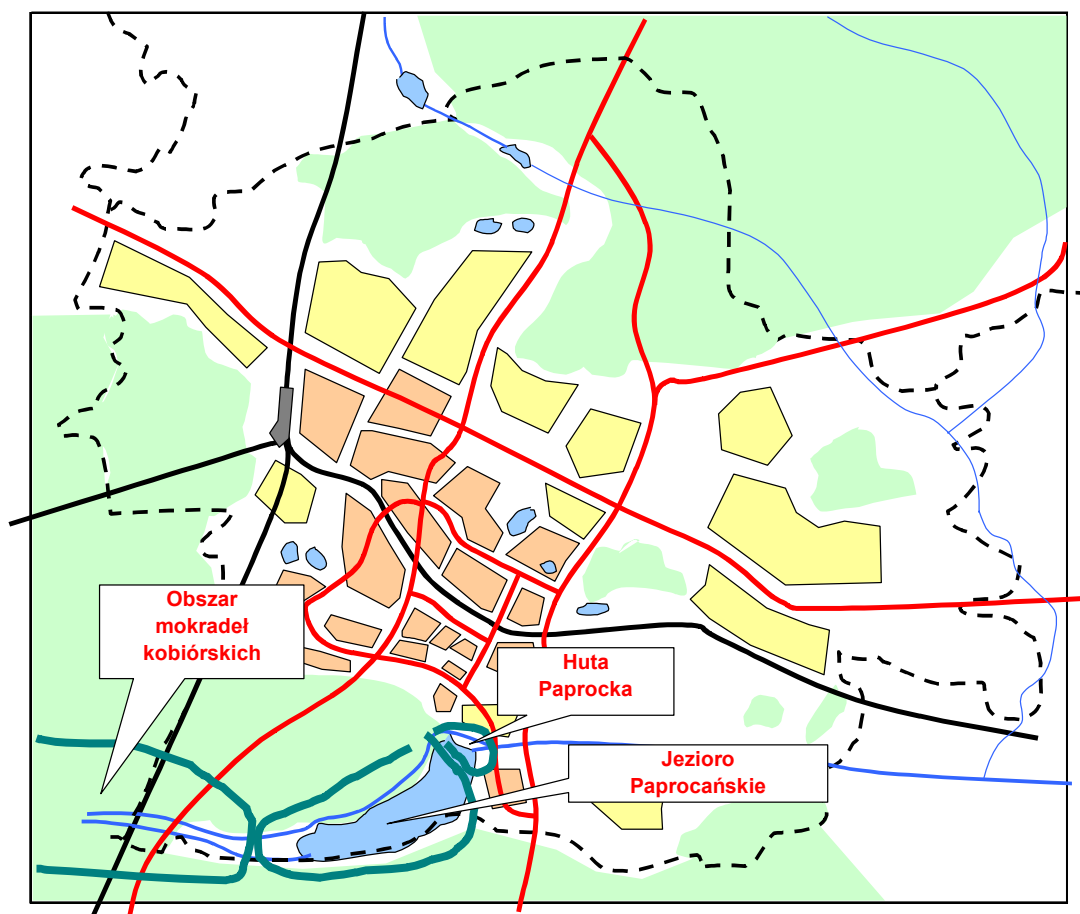 Obszar
mokradeł
kobiórskich
Huta
Paprocka
Jezioro
Paprocańskie